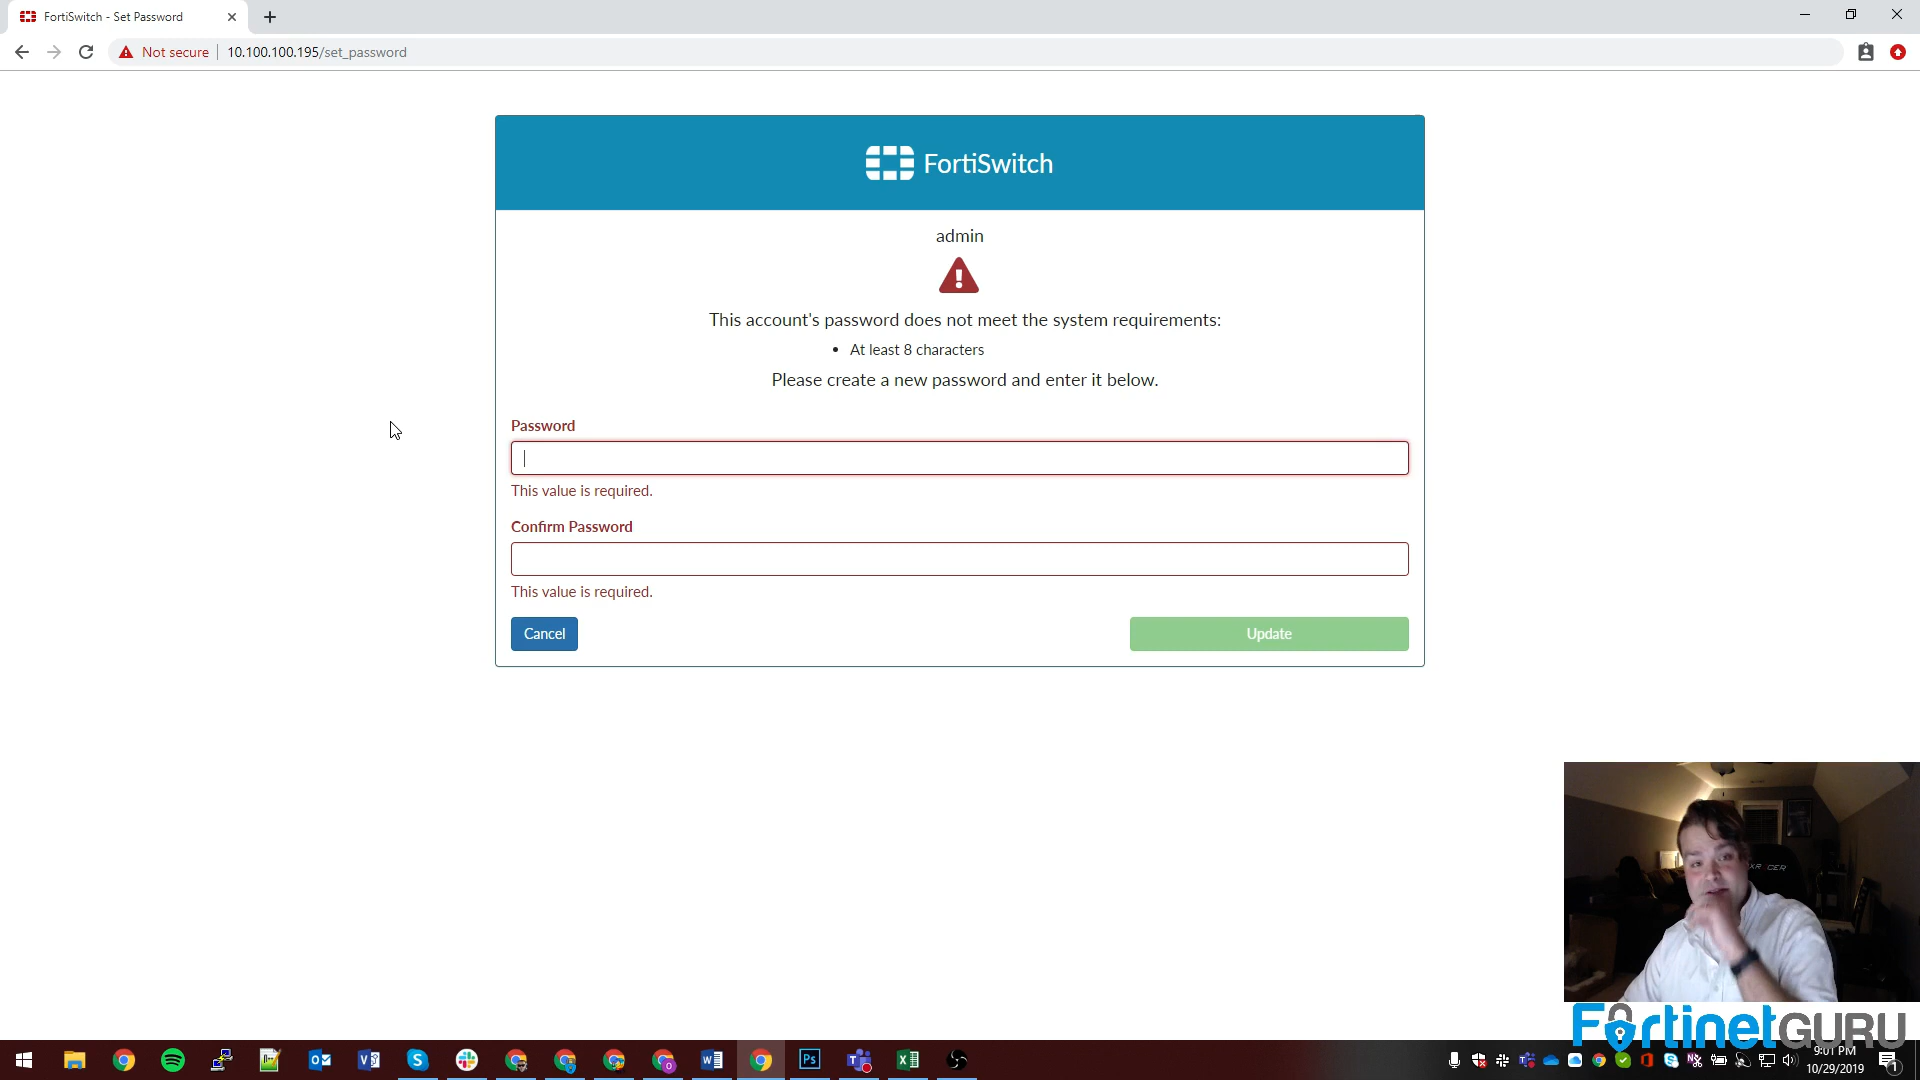 FortiSwitch - Set Password
Not secure
10.100.100.195/set_password
FortiSwitch
admin
This account's password does not meet the system requirements:
• At least 8 characters
Please create a new password and enter it below.
Password
This value is required.
Confirm Password
This value is required.
Cancel
Update
FortinetGURU
9:01 PM
10/29/2019
1